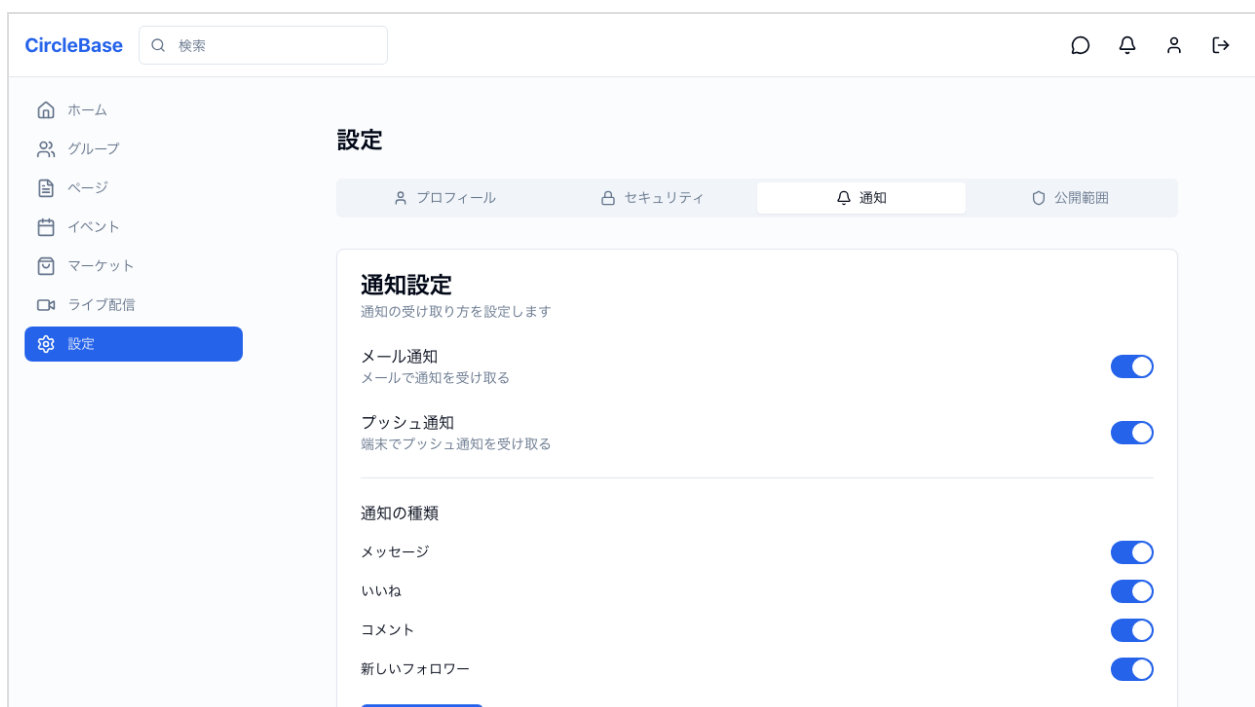 CircleBase
検索
ホーム
グループ
ページ
イベント
マーケット
ライブ配信
設定
設定
プロフィール
セキュリティ
通知
公開範囲
通知設定
通知の受け取り方を設定します
メール通知
メールで通知を受け取る
プッシュ通知
端末でプッシュ通知を受け取る
通知の種類
メッセージ
いいね
コメント
新しいフォロワー